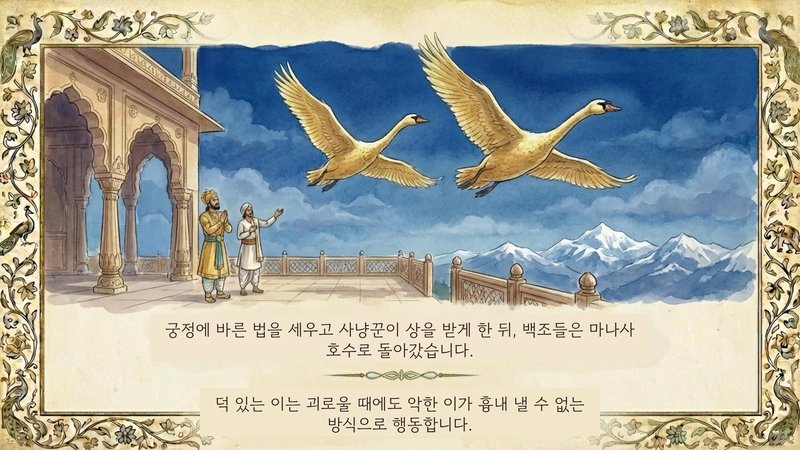 궁정에 바른 법을 세우고 사냥꾼이 상을 받게 한 뒤, 백조들은 마나사
호수로 돌아갔습니다.
덕 있는 이는 괴로울 때에도 악한 이가 흉내 낼 수 없는
방식으로 행동합니다.